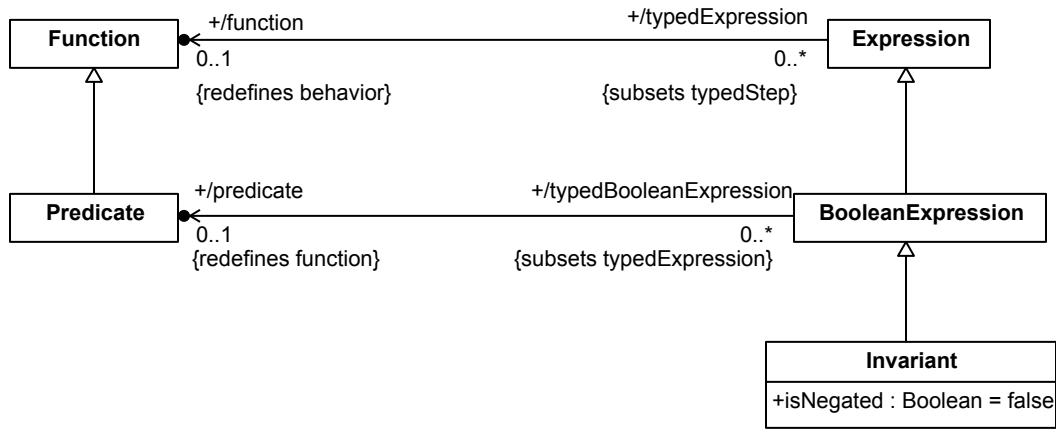 +/function
+/typedExpression
Function
Expression
0..1
0..*
{redefines behavior}
{subsets typedStep}
+/predicate
+/typedBooleanExpression
Predicate
BooleanExpression
0..1
0..*
{redefines function}
{subsets typedExpression}
Invariant
+isNegated : Boolean = false